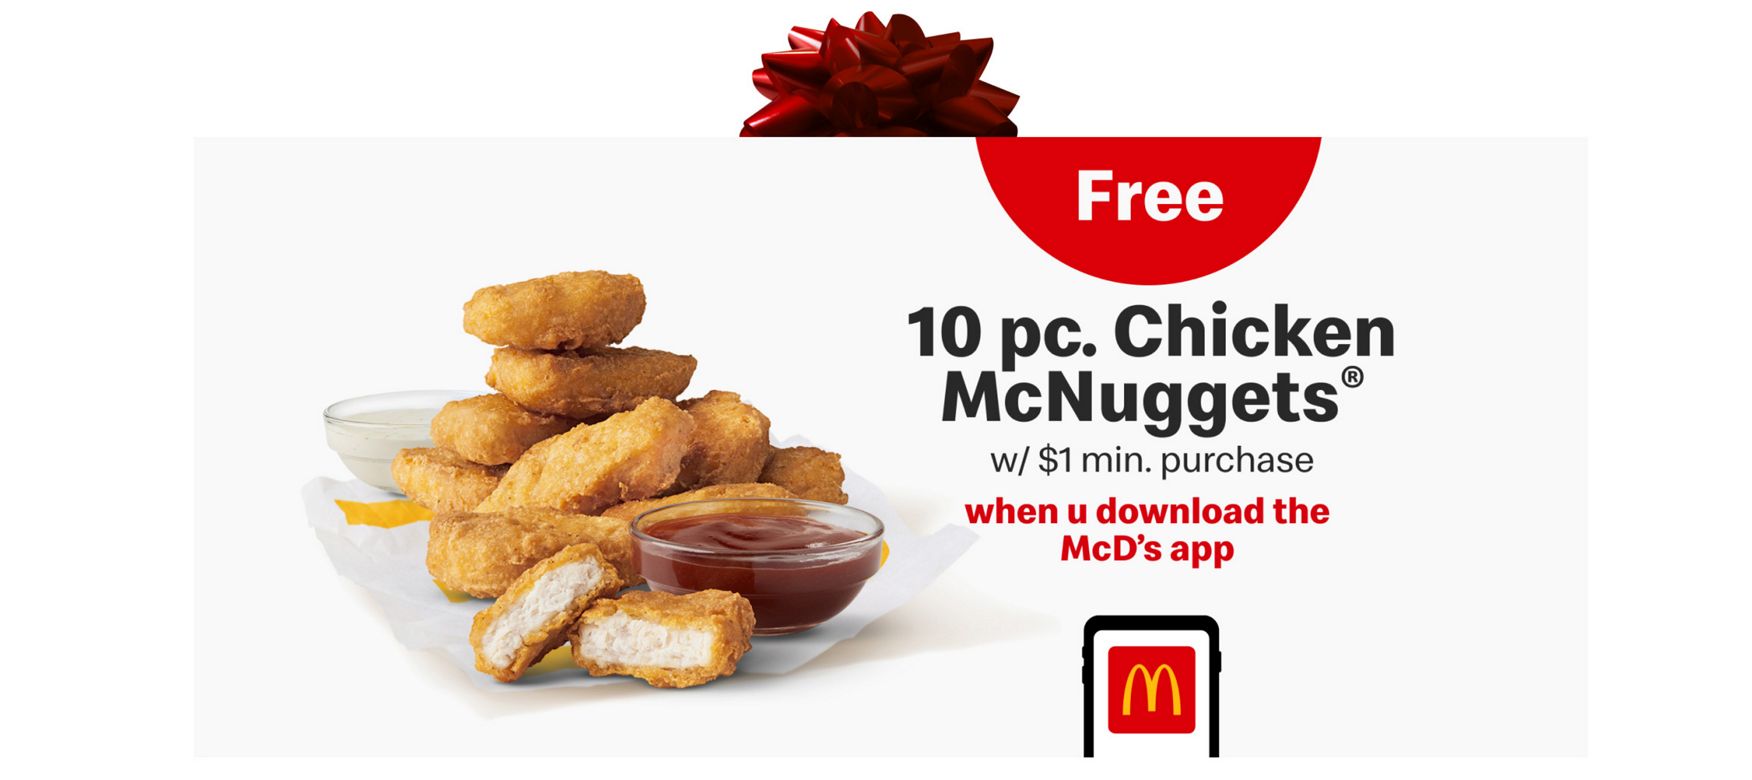 Free
10 pc. Chicken
McNuggets®
w/ $1 min. purchase
when u download the
McD’s app